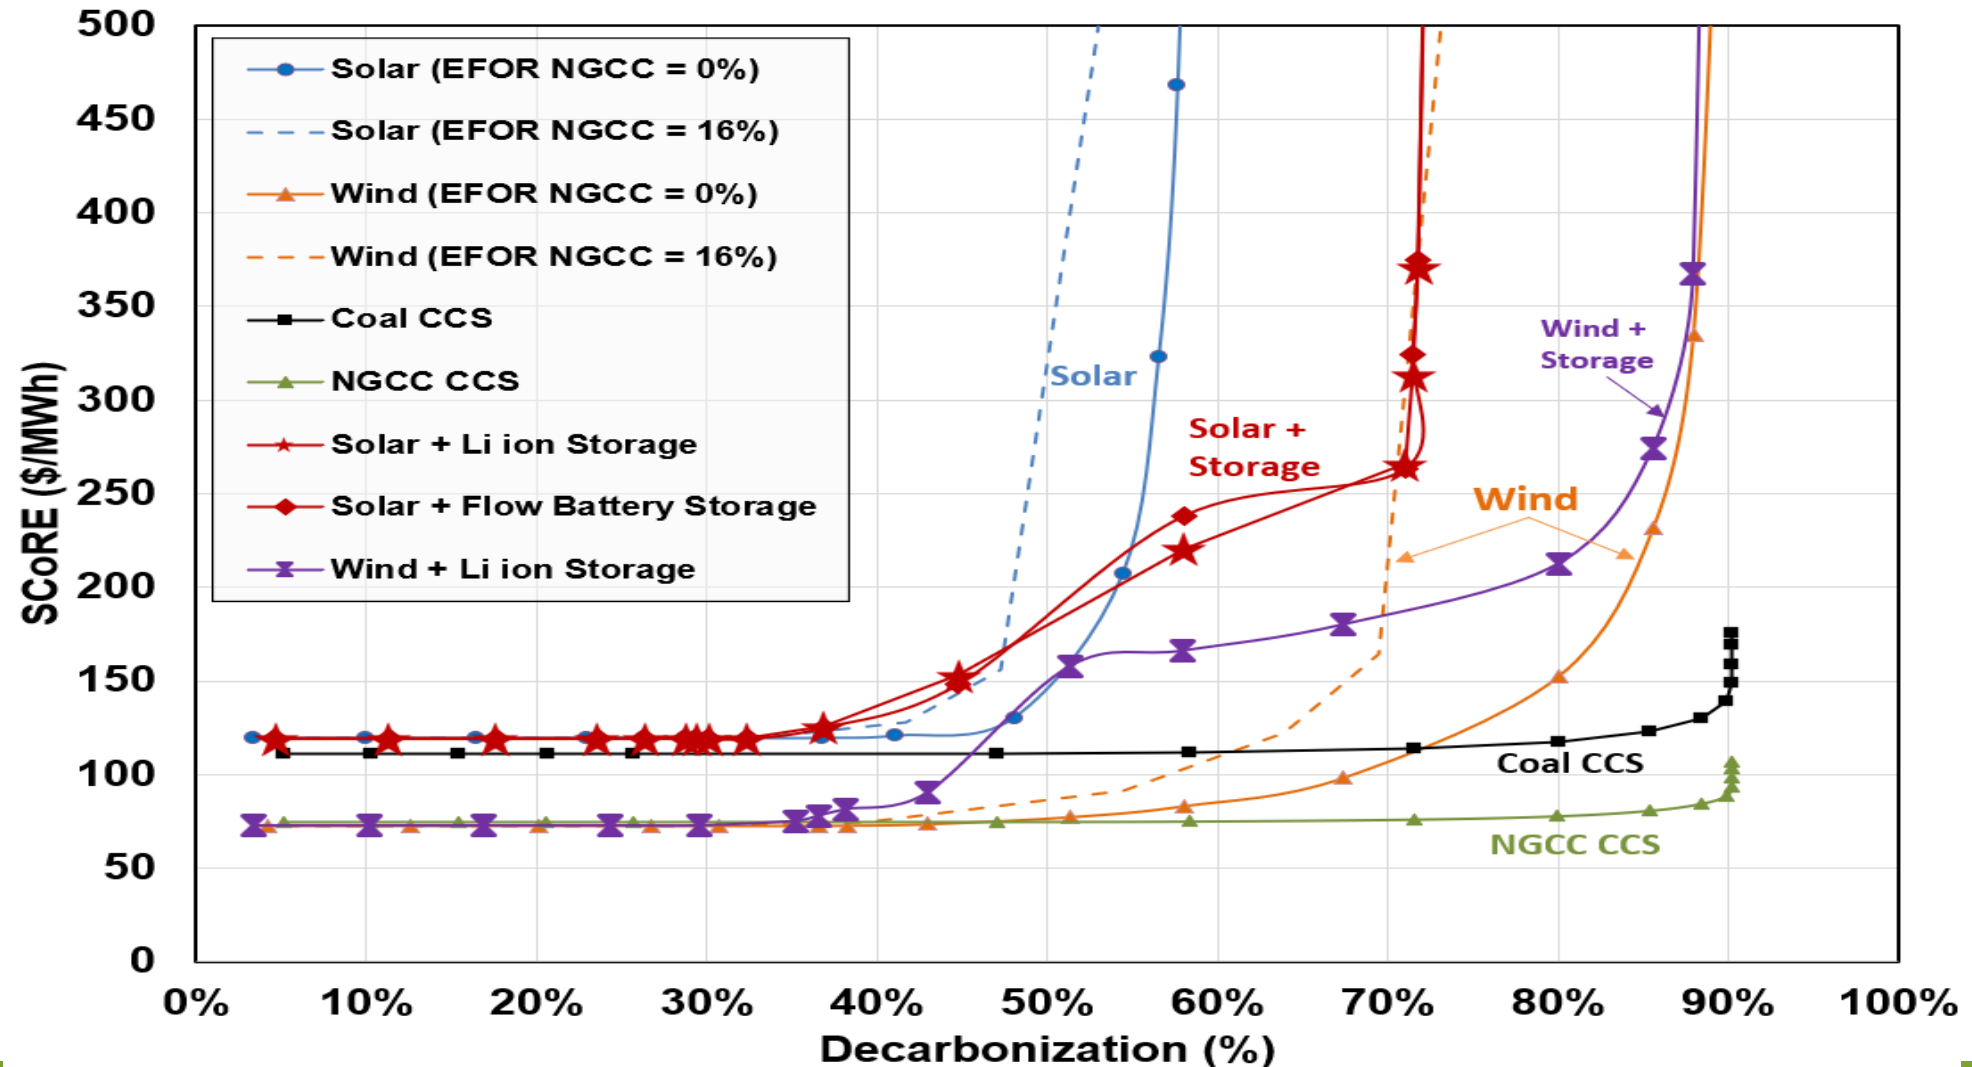 500
450
400
350
300
250
200
150
100
50
0
SCoRE ($/MWh)
Solar (EFOR NGCC = 0%)
Solar (EFOR NGCC = 16%)
Wind (EFOR NGCC = 0%)
Wind (EFOR NGCC = 16%)
Coal CCS
NGCC CCS
Solar + Li ion Storage
Solar + Flow Battery Storage
Wind + Li ion Storage
Solar
Solar +
Storage
Wind +
Storage
Wind
Coal CCS
NGCC CCS
0% 10% 20% 30% 40% 50% 60% 70% 80% 90% 100%
Decarbonization (%)